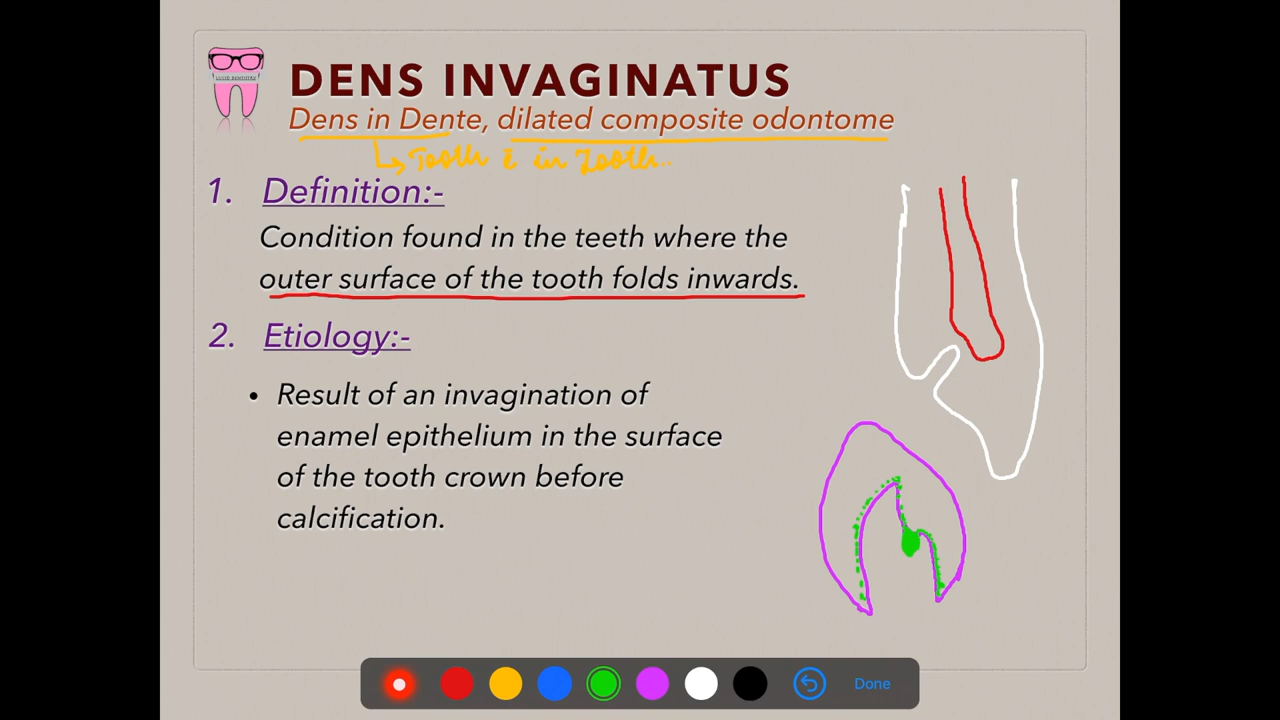 DENS INVAGINATUS
Dens in Dente, dilated composite odontome
Tooth c̄ in Tooth..
1. Definition:-
Condition found in the teeth where the
outer surface of the tooth folds inwards.
2. Etiology:-
• Result of an invagination of
enamel epithelium in the surface
of the tooth crown before
calcification.
Done